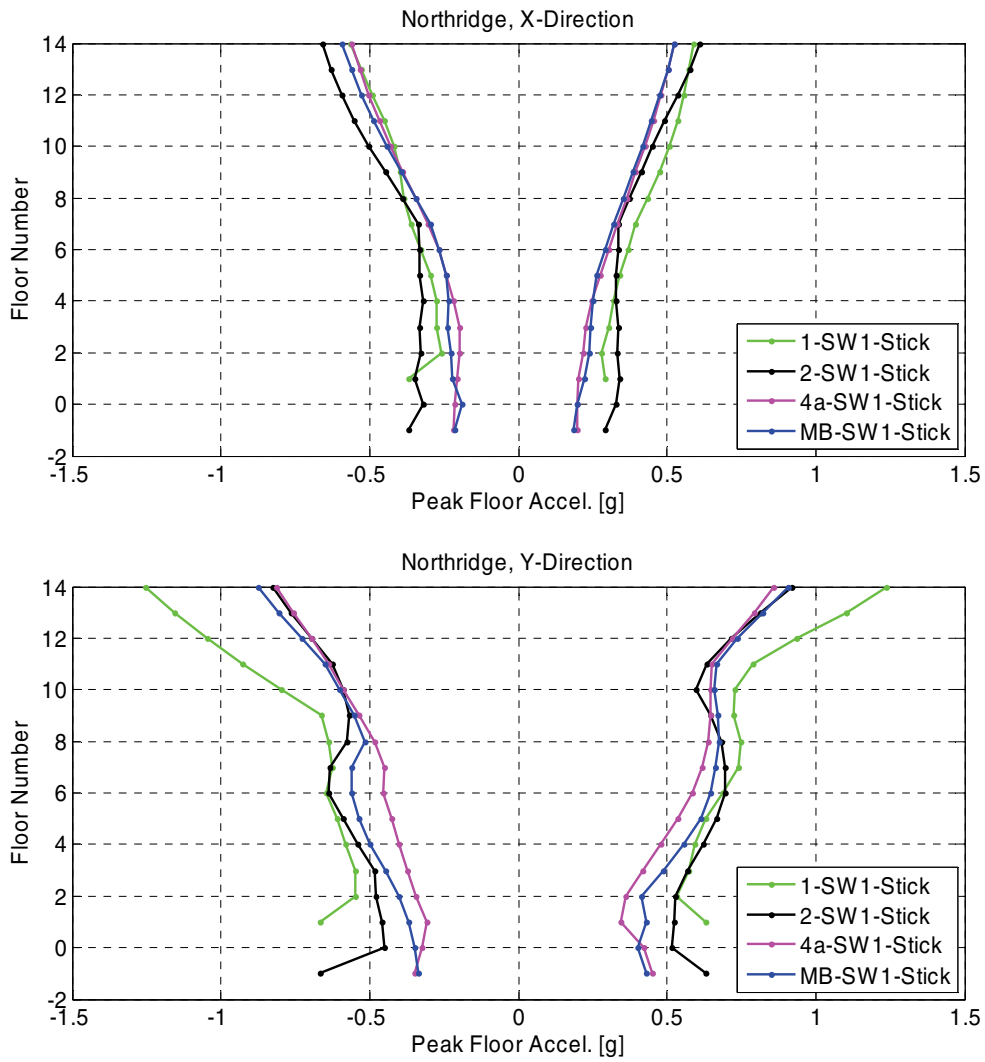 Northridge, X-Direction
14
12
10
8
6
4
2
0
-2
Floor Number
1-SW1-Stick
2-SW1-Stick
4a-SW1-Stick
MB-SW1-Stick
-1.5 -1 -0.5 0 0.5 1 1.5
Peak Floor Accel. [g]
Northridge, Y-Direction
14
12
10
8
6
4
2
0
-2
Floor Number
1-SW1-Stick
2-SW1-Stick
4a-SW1-Stick
MB-SW1-Stick
-1.5 -1 -0.5 0 0.5 1 1.5
Peak Floor Accel. [g]